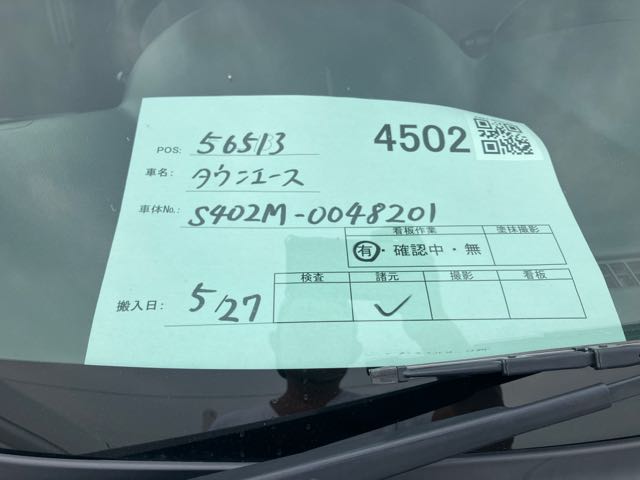 POS: 56513 4502
車名: タウンエース
車体No.: S402M-0048201
看板作業 塗抹撮影
有・確認中・無
搬入日: 5/27
検査 諸元 撮影 看板
✓